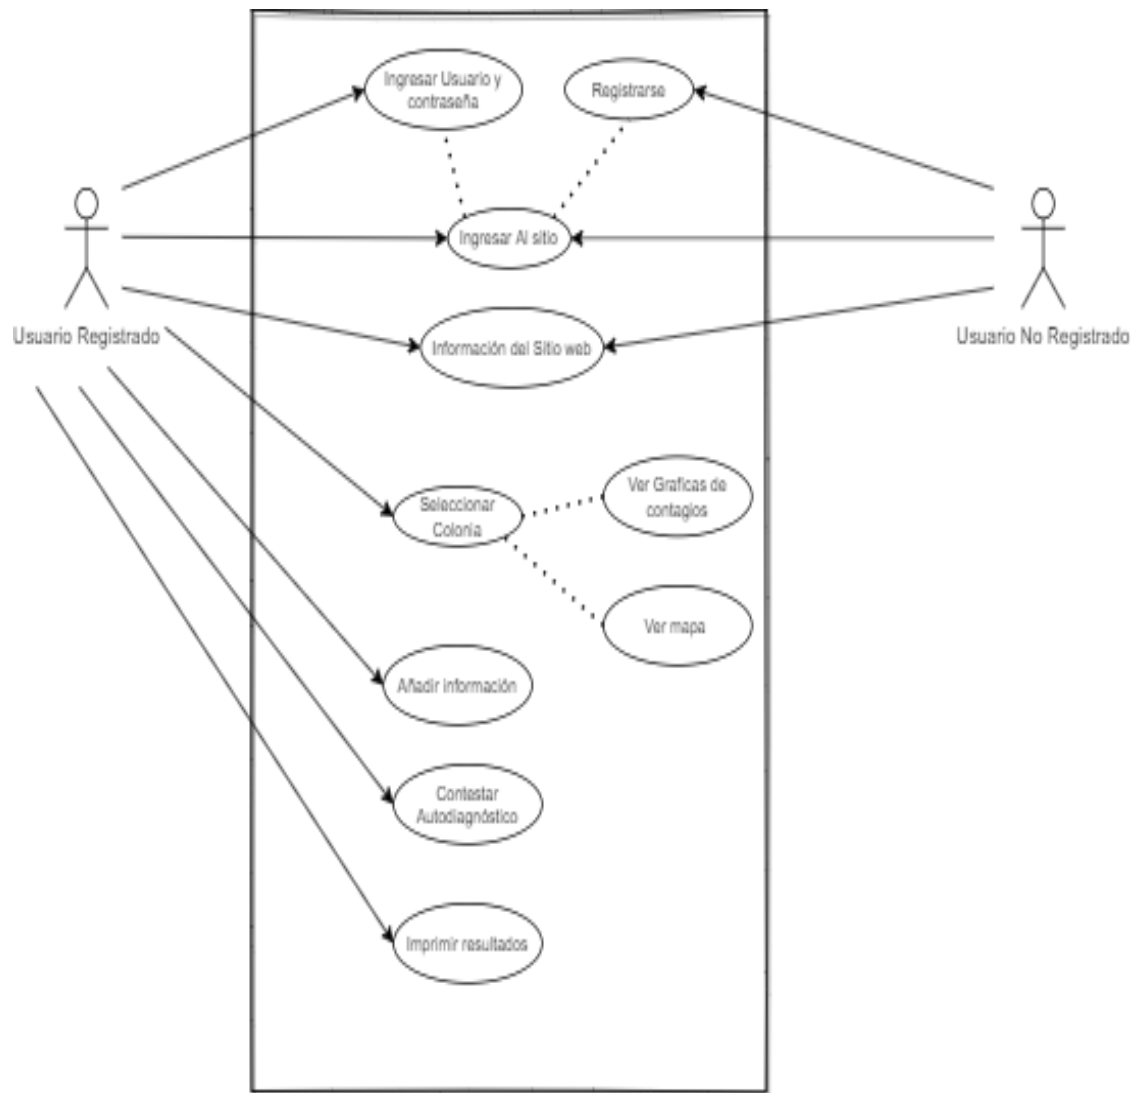 Ingresar Usuario y
contraseña
Registrarse
Ingresar Al sitio
Usuario Registrado
Usuario No Registrado
Información del Sitio web
Seleccionar
Colonia
Ver Graficas de
contagios
Ver mapa
Añadir información
Contestar
Autodiagnóstico
Imprimir resultados